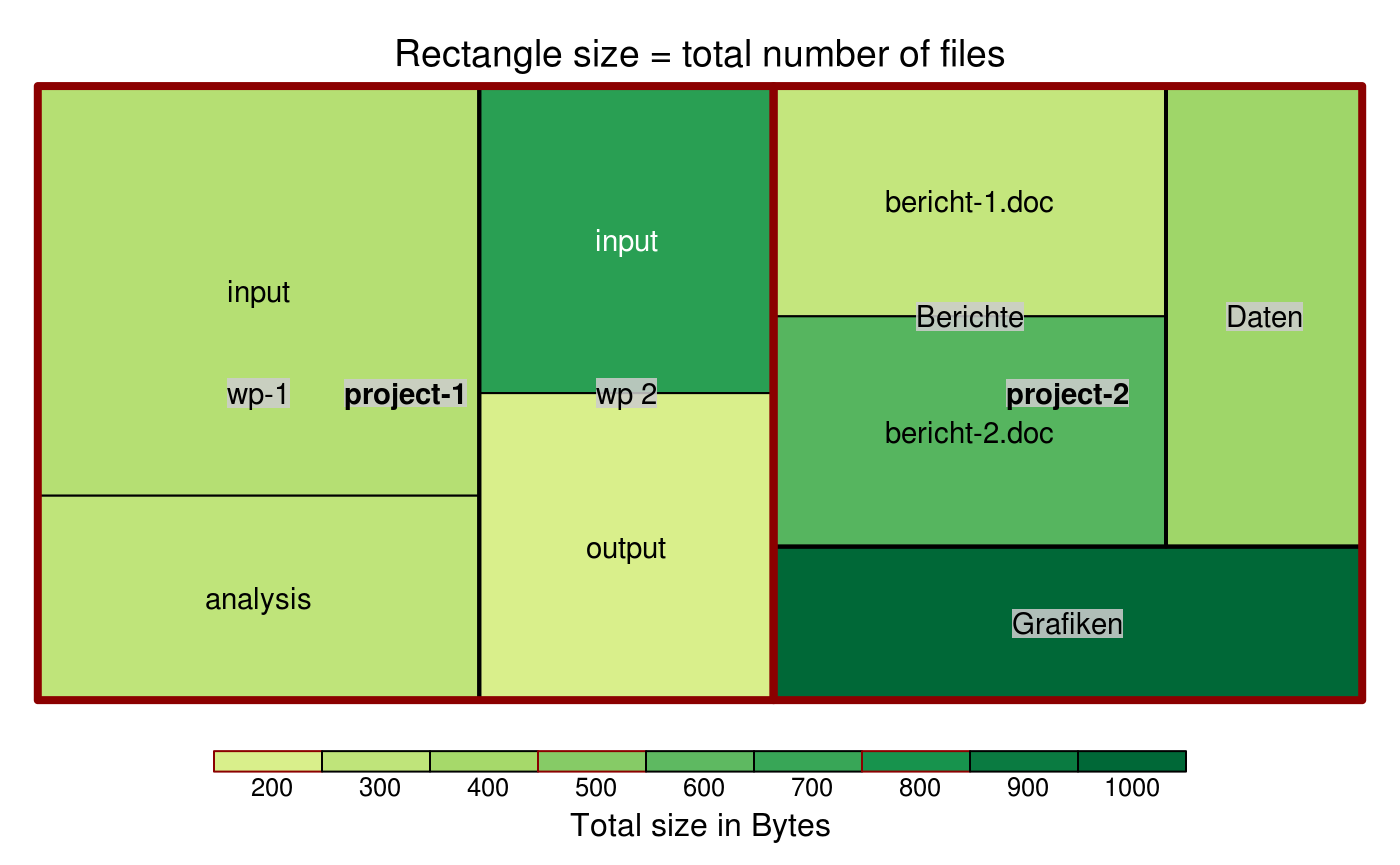 Rectangle size = total number of files
input
wp-1
project-1
analysis
input
wp 2
output
bericht-1.doc
Berichte
project-2
bericht-2.doc
Daten
Grafiken
200 300 400 500 600 700 800 900 1000
Total size in Bytes